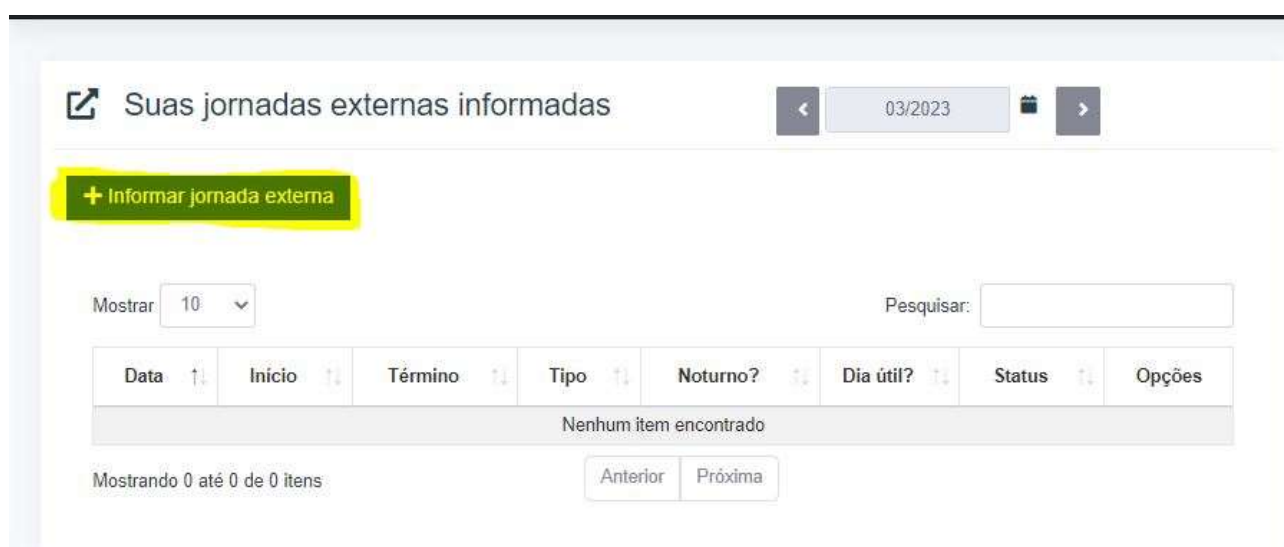 Suas jornadas externas informadas 03/2023
+ Informar jornada externa
Mostrar 10 Pesquisar:
Data Início Término Tipo Noturno? Dia útil? Status Opções
Nenhum item encontrado
Mostrando 0 até 0 de 0 itens Anterior Próxima